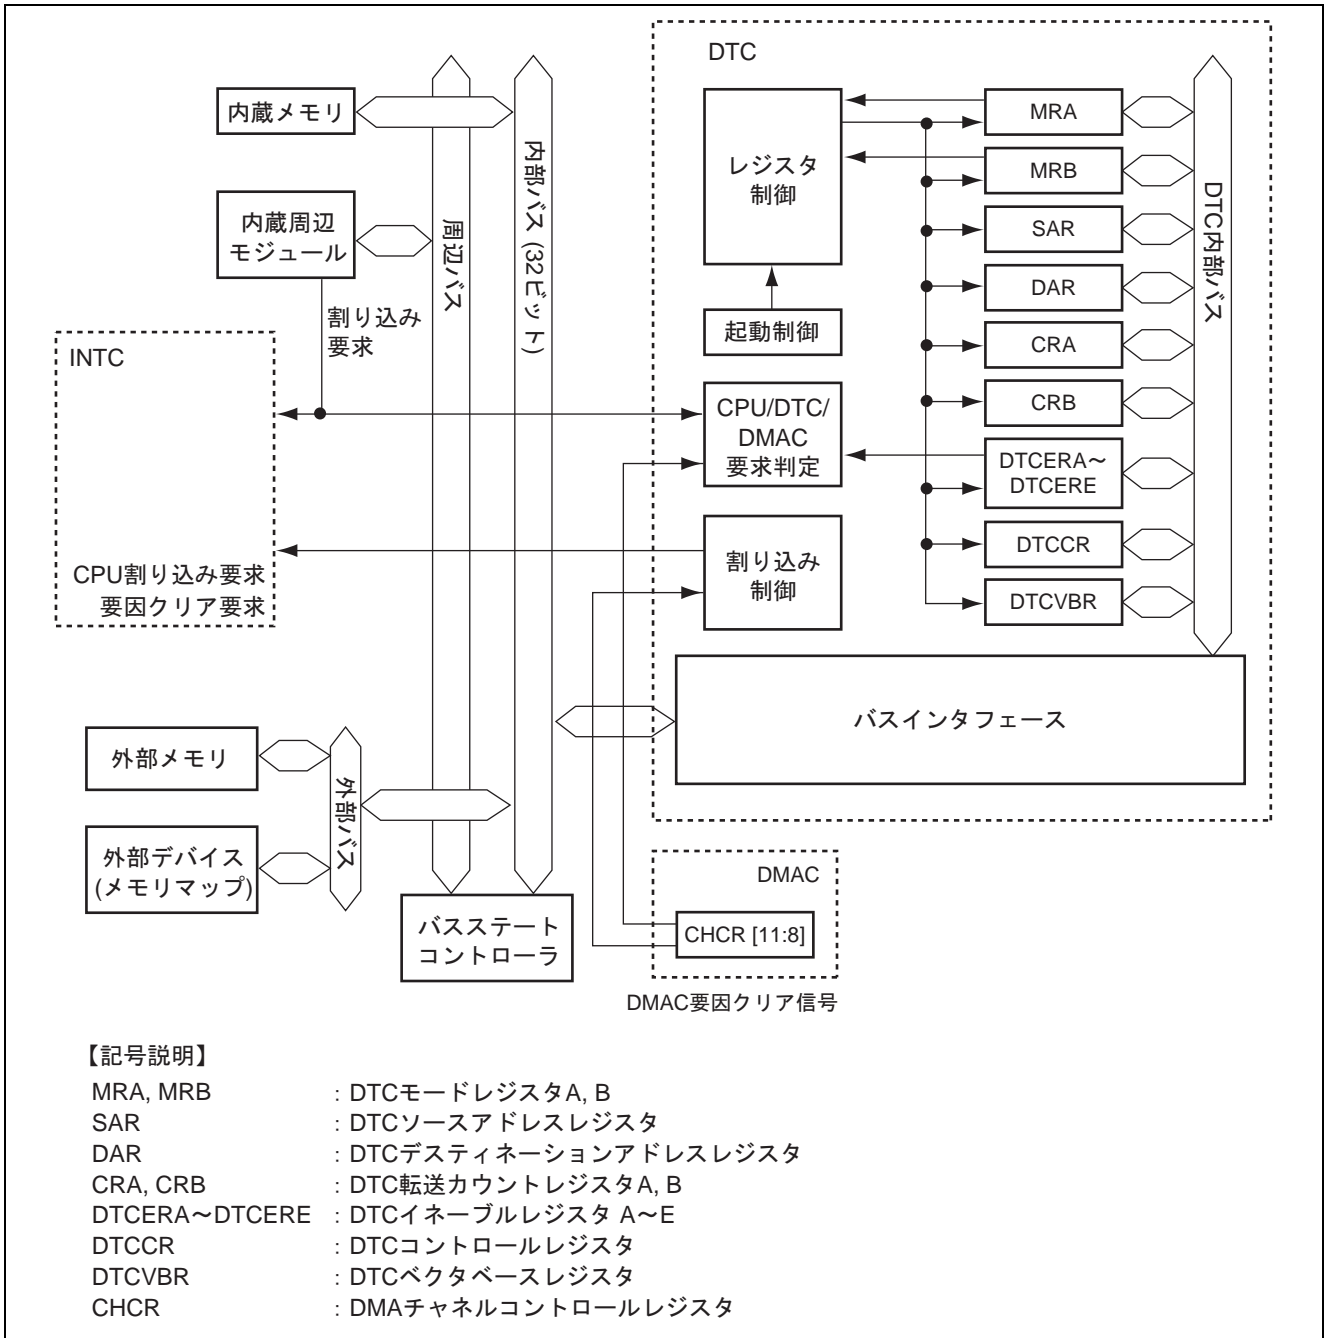 DTC
内蔵メモリ
内蔵周辺
モジュール
割り込み
要求
周辺バス
内部バス (32ビット)
INTC
CPU割り込み要求
要因クリア要求
レジスタ
制御
起動制御
CPU/DTC/
DMAC
要求判定
割り込み
制御
MRA
MRB
SAR
DAR
CRA
CRB
DTCERA〜
DTCERE
DTCCR
DTCVBR
DTC内部バス
バスインタフェース
外部メモリ
外部デバイス
(メモリマップ)
外部バス
バスステート
コントローラ
DMAC
CHCR [11:8]
DMAC要因クリア信号
【記号説明】
MRA, MRB : DTCモードレジスタA, B
SAR : DTCソースアドレスレジスタ
DAR : DTCデスティネーションアドレスレジスタ
CRA, CRB : DTC転送カウントレジスタA, B
DTCERA〜DTCERE : DTCイネーブルレジスタ A〜E
DTCCR : DTCコントロールレジスタ
DTCVBR : DTCベクタベースレジスタ
CHCR : DMAチャネルコントロールレジスタ